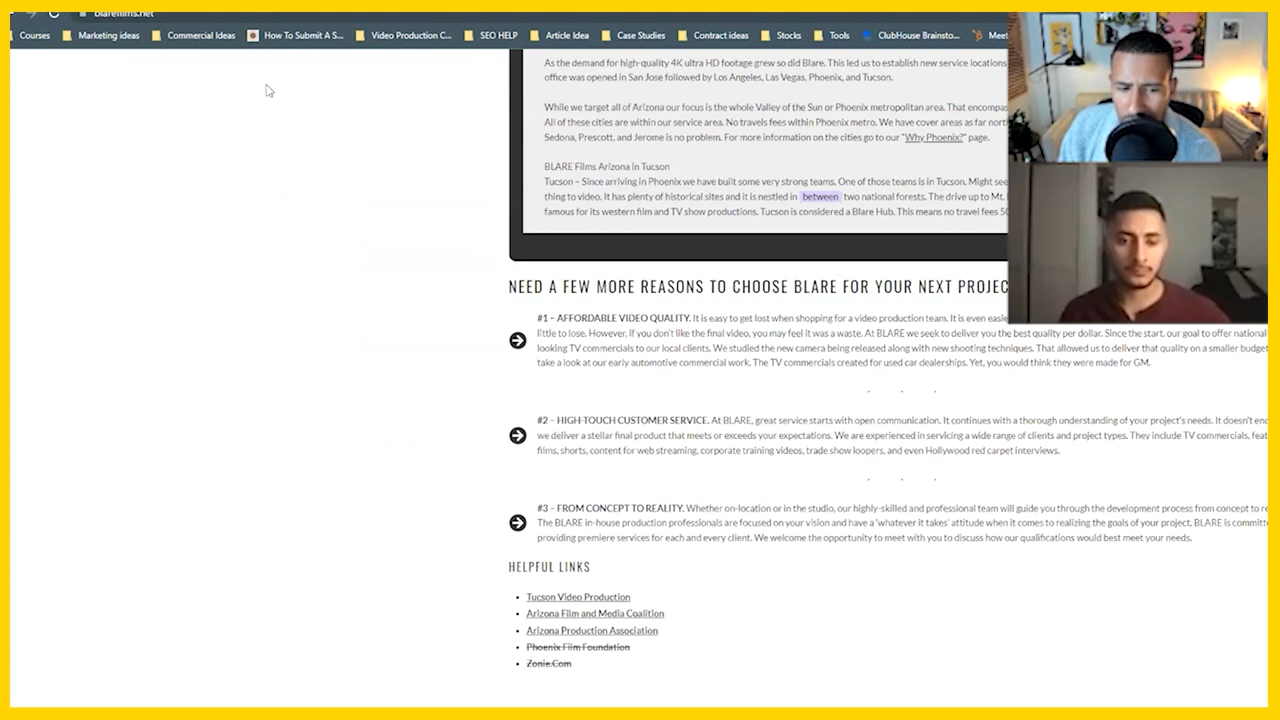 blarefilms.net
Courses Marketing ideas Commercial Ideas How To Submit A S... Video Production C... SEO HELP Article Idea Case Studies Contract ideas Stocks Tools ClubHouse Brainsto... Meet
As the demand for high-quality 4K ultra HD footage grew so did Blare. This led us to establish new service locations
office was opened in San Jose followed by Los Angeles, Las Vegas, Phoenix, and Tucson.
While we target all of Arizona our focus is the whole Valley of the Sun or Phoenix metropolitan area. That encompas
All of these cities are within our service area. No travels fees within Phoenix metro. We have cover areas as far nort
Sedona, Prescott, and Jerome is no problem. For more information on the cities go to our "Why Phoenix?" page.
BLARE Films Arizona in Tucson
Tucson – Since arriving in Phoenix we have built some very strong teams. One of those teams is in Tucson. Might see
thing to video. It has plenty of historical sites and it is nestled in between two national forests. The drive up to Mt.
famous for its western film and TV show productions. Tucson is considered a Blare Hub. This means no travel fees 50
NEED A FEW MORE REASONS TO CHOOSE BLARE FOR YOUR NEXT PROJEC
#1 – AFFORDABLE VIDEO QUALITY. It is easy to get lost when shopping for a video production team. It is even easie
little to lose. However, if you don't like the final video, you may feel it was a waste. At BLARE we seek to deliver you the best quality per dollar. Since the start, our goal to offer national
looking TV commercials to our local clients. We studied the new camera being released along with new shooting techniques. That allowed us to deliver that quality on a smaller budget
take a look at our early automotive commercial work. The TV commercials created for used car dealerships. Yet, you would think they were made for GM.
#2 – HIGH-TOUCH CUSTOMER SERVICE. At BLARE, great service starts with open communication. It continues with a thorough understanding of your project's needs. It doesn't enc
we deliver a stellar final product that meets or exceeds your expectations. We are experienced in servicing a wide range of clients and project types. They include TV commercials, feat
films, shorts, content for web streaming, corporate training videos, trade show loopers, and even Hollywood red carpet interviews.
#3 – FROM CONCEPT TO REALITY. Whether on-location or in the studio, our highly-skilled and professional team will guide you through the development process from concept to re
The BLARE in-house production professionals are focused on your vision and have a 'whatever it takes' attitude when it comes to realizing the goals of your project. BLARE is committe
providing premiere services for each and every client. We welcome the opportunity to meet with you to discuss how our qualifications would best meet your needs.
HELPFUL LINKS
Tucson Video Production
Arizona Film and Media Coalition
Arizona Production Association
Phoenix Film Foundation
Zonie.Com